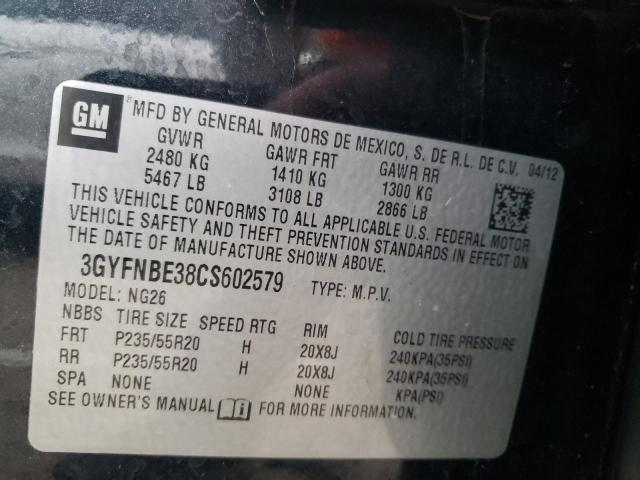 GM
MFD BY GENERAL MOTORS DE MEXICO, S. DE R.L. DE C.V. 04/12
GVWR GAWR FRT GAWR RR
2480 KG 1410 KG 1300 KG
5467 LB 3108 LB 2866 LB
THIS VEHICLE CONFORMS TO ALL APPLICABLE U.S. FEDERAL MOTOR
VEHICLE SAFETY AND THEFT PREVENTION STANDARDS IN EFFECT ON
THE DATE OF MANUFACTURE SHOWN ABOVE.
3GYFNBE38CS602579 TYPE: M.P.V.
MODEL: NG26
NBBS TIRE SIZE SPEED RTG RIM COLD TIRE PRESSURE
FRT P235/55R20 H 20X8J 240KPA(35PSI)
RR P235/55R20 H 20X8J 240KPA(35PSI)
SPA NONE NONE KPA(PSI)
SEE OWNER'S MANUAL FOR MORE INFORMATION.